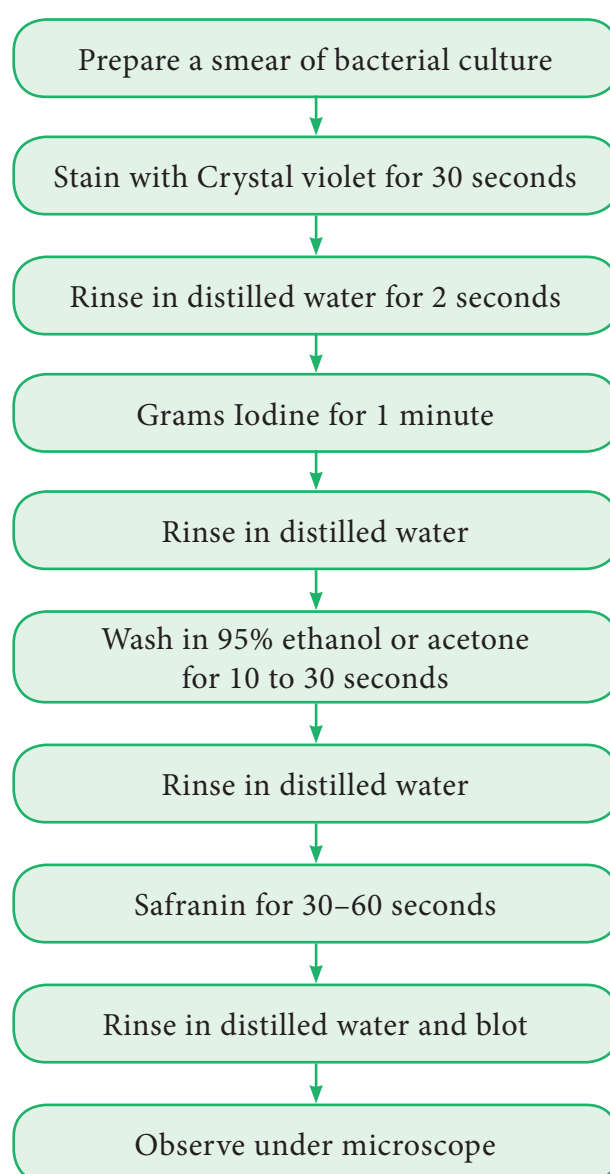 Prepare a smear of bacterial culture
Stain with Crystal violet for 30 seconds
Rinse in distilled water for 2 seconds
Grams Iodine for 1 minute
Rinse in distilled water
Wash in 95% ethanol or acetone
for 10 to 30 seconds
Rinse in distilled water
Safranin for 30–60 seconds
Rinse in distilled water and blot
Observe under microscope